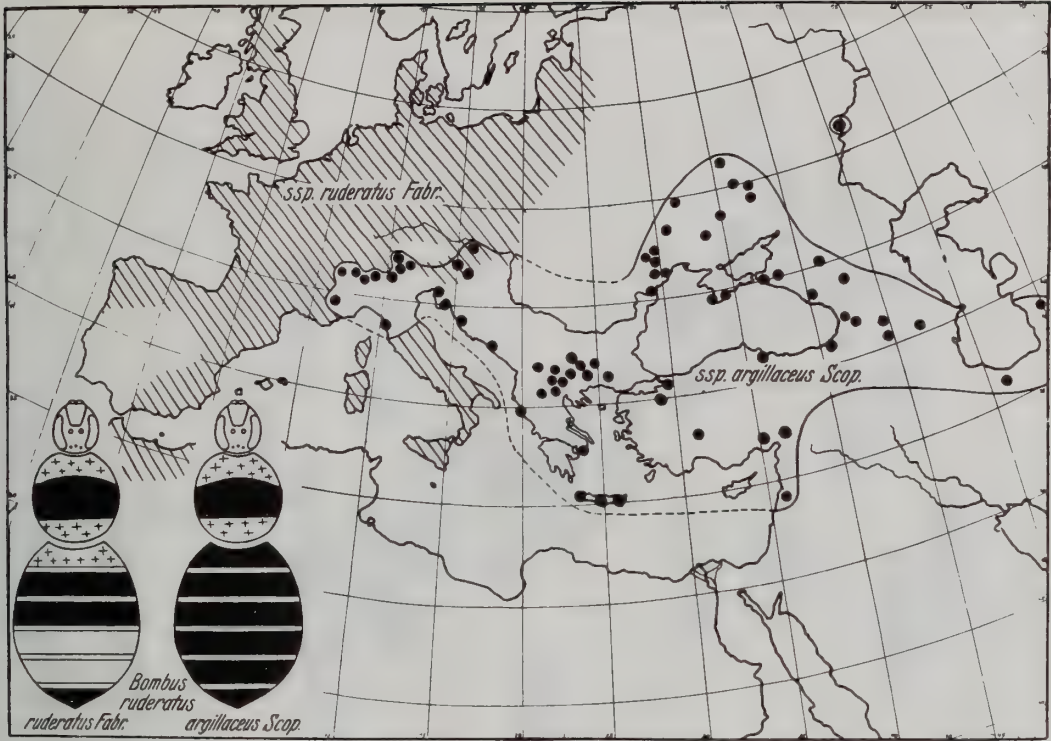 ssp. ruderatus Fabr.
ssp. argillaceus Scop.
Bombus
ruderatus
ruderatus Fabr.
argillaceus Scop.